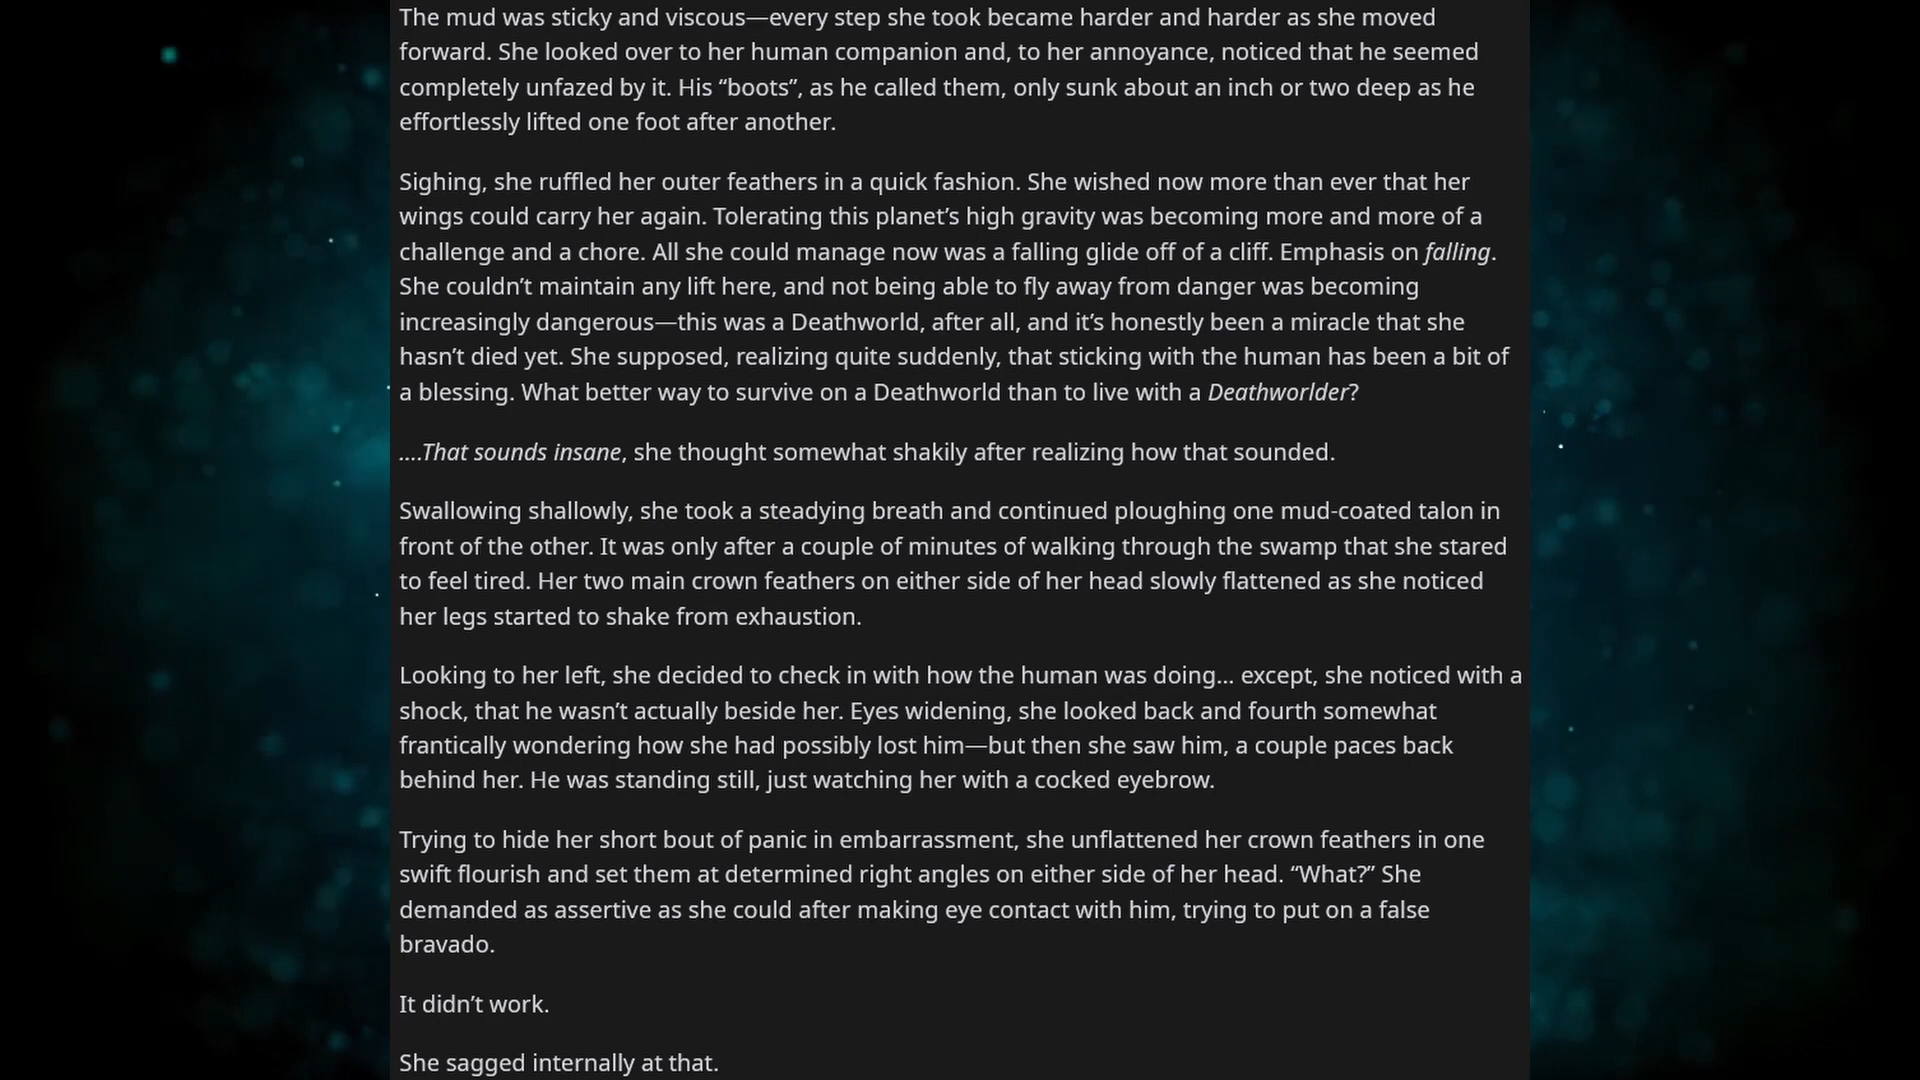 The mud was sticky and viscous—every step she took became harder and harder as she moved
forward. She looked over to her human companion and, to her annoyance, noticed that he seemed
completely unfazed by it. His “boots”, as he called them, only sunk about an inch or two deep as he
effortlessly lifted one foot after another.
Sighing, she ruffled her outer feathers in a quick fashion. She wished now more than ever that her
wings could carry her again. Tolerating this planet’s high gravity was becoming more and more of a
challenge and a chore. All she could manage now was a falling glide off of a cliff. Emphasis on falling.
She couldn’t maintain any lift here, and not being able to fly away from danger was becoming
increasingly dangerous—this was a Deathworld, after all, and it’s honestly been a miracle that she
hasn’t died yet. She supposed, realizing quite suddenly, that sticking with the human has been a bit of
a blessing. What better way to survive on a Deathworld than to live with a Deathworlder?
....That sounds insane, she thought somewhat shakily after realizing how that sounded.
Swallowing shallowly, she took a steadying breath and continued ploughing one mud-coated talon in
front of the other. It was only after a couple of minutes of walking through the swamp that she stared
to feel tired. Her two main crown feathers on either side of her head slowly flattened as she noticed
her legs started to shake from exhaustion.
Looking to her left, she decided to check in with how the human was doing… except, she noticed with a
shock, that he wasn’t actually beside her. Eyes widening, she looked back and fourth somewhat
frantically wondering how she had possibly lost him—but then she saw him, a couple paces back
behind her. He was standing still, just watching her with a cocked eyebrow.
Trying to hide her short bout of panic in embarrassment, she unflattened her crown feathers in one
swift flourish and set them at determined right angles on either side of her head. “What?” She
demanded as assertive as she could after making eye contact with him, trying to put on a false
bravado.
It didn’t work.
She sagged internally at that.